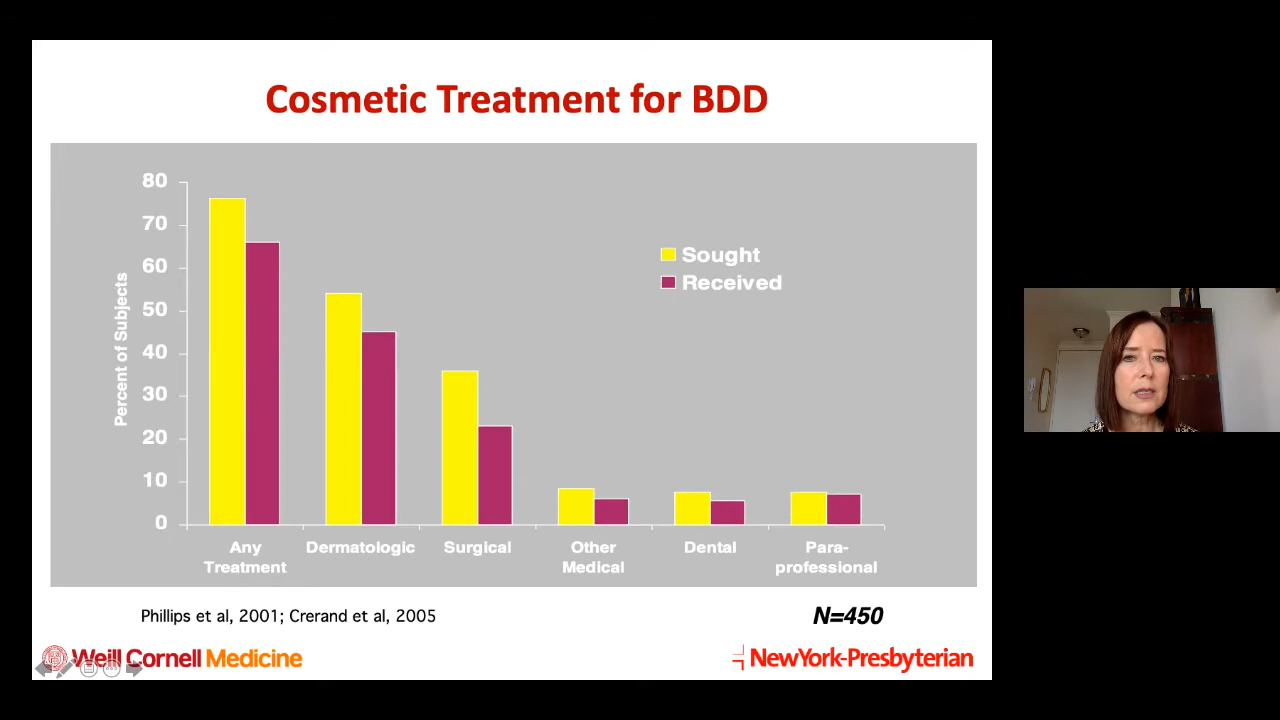 Cosmetic Treatment for BDD
80
70
60
50
40
30
20
10
0
Percent of Subjects
Sought
Received
Any
Treatment
Dermatologic
Surgical
Other
Medical
Dental
Para-
professional
Phillips et al, 2001; Crerand et al, 2005
N=450
Weill Cornell Medicine
NewYork-Presbyterian